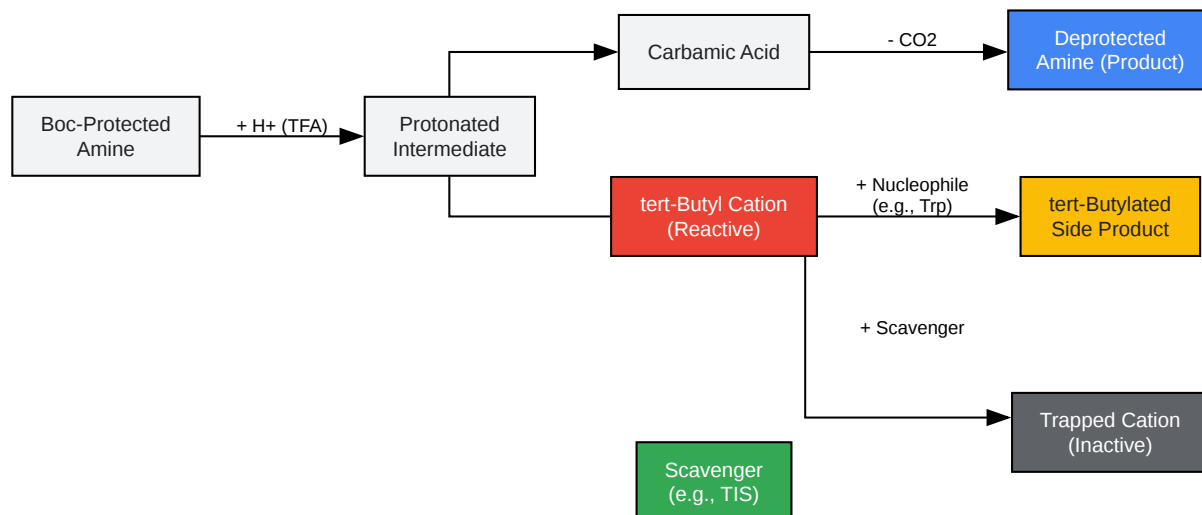 Carbamic Acid
- CO2
Deprotected
Amine (Product)
Boc-Protected
Amine
+ H+ (TFA)
Protonated
Intermediate
tert-Butyl Cation
(Reactive)
+ Nucleophile
(e.g., Trp)
tert-Butylated
Side Product
+ Scavenger
Trapped Cation
(Inactive)
Scavenger
(e.g., TIS)